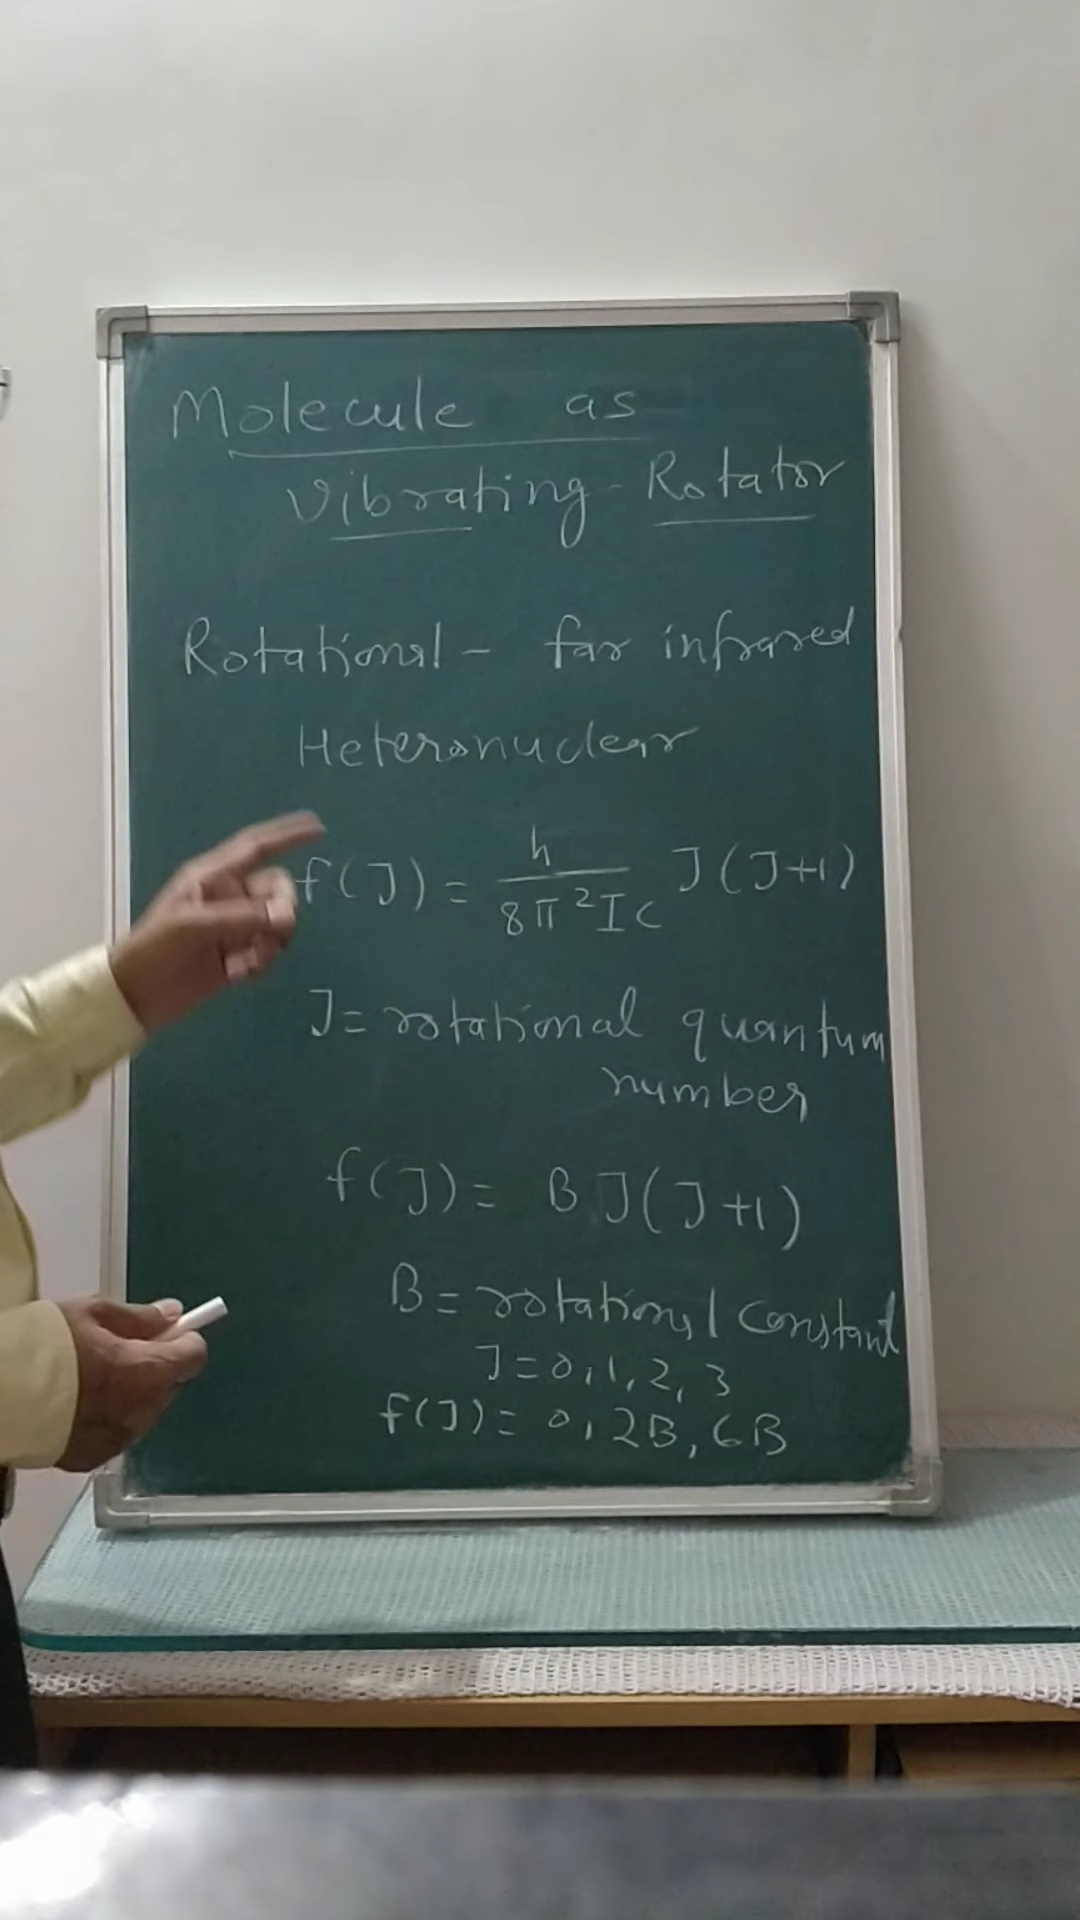 Molecule as
Vibrating - Rotator
Rotational - far infrared
Heteronuclear
f(J) = h/8π²Ic J(J+1)
J = rotational quantum
number
f(J) = B J(J+1)
B = rotational constant
J = 0, 1, 2, 3
f(J) = 0, 2B, 6B